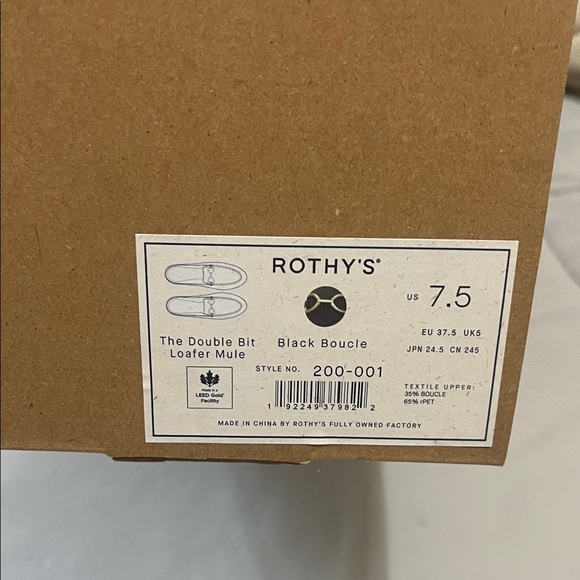 ROTHY'S®
US 7.5
EU 37.5 UK5
JPN 24.5 CN 245
The Double Bit
Loafer Mule
Black Boucle
STYLE NO. 200-001
Made in a
LEED Gold®
Facility
1 92249 37982 2
TEXTILE UPPER:
35% BOUCLE
65% rPET
MADE IN CHINA BY ROTHY'S FULLY OWNED FACTORY